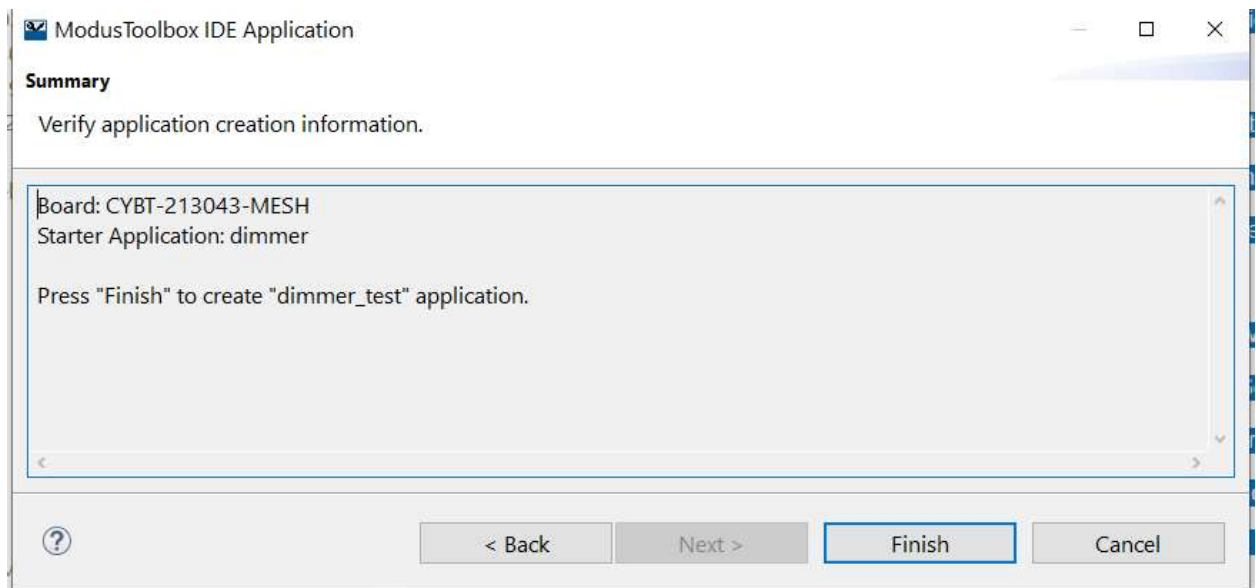 ModusToolbox IDE Application
Summary
Verify application creation information.
Board: CYBT-213043-MESH
Starter Application: dimmer
Press "Finish" to create "dimmer_test" application.
< Back
Next >
Finish
Cancel